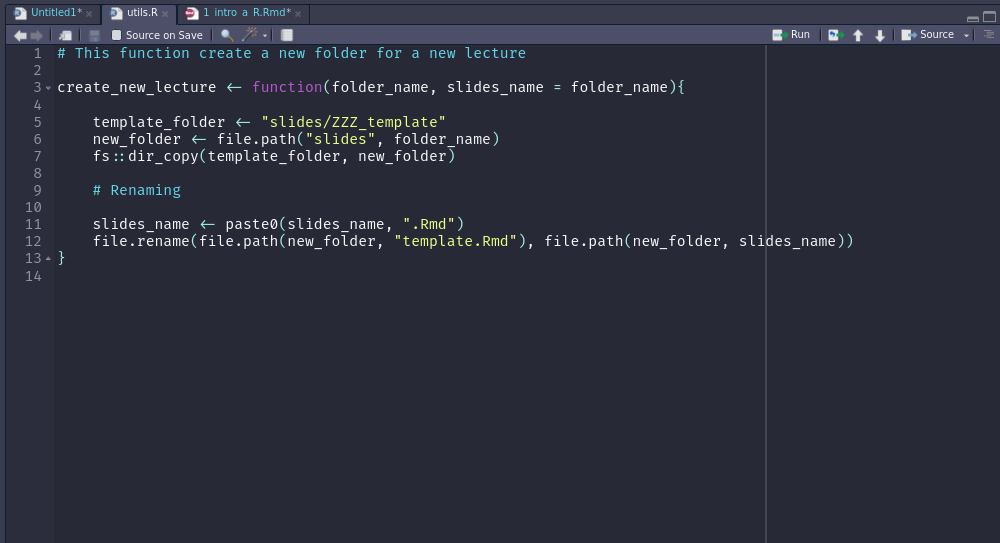 Untitled1* utils.R 1_intro_a_R.Rmd*
Source on Save Run Source
1 # This function create a new folder for a new lecture
2
3 create_new_lecture <- function(folder_name, slides_name = folder_name){
4
5 template_folder <- "slides/ZZZ_template"
6 new_folder <- file.path("slides", folder_name)
7 fs::dir_copy(template_folder, new_folder)
8
9 # Renaming
10
11 slides_name <- paste0(slides_name, ".Rmd")
12 file.rename(file.path(new_folder, "template.Rmd"), file.path(new_folder, slides_name))
13 }
14